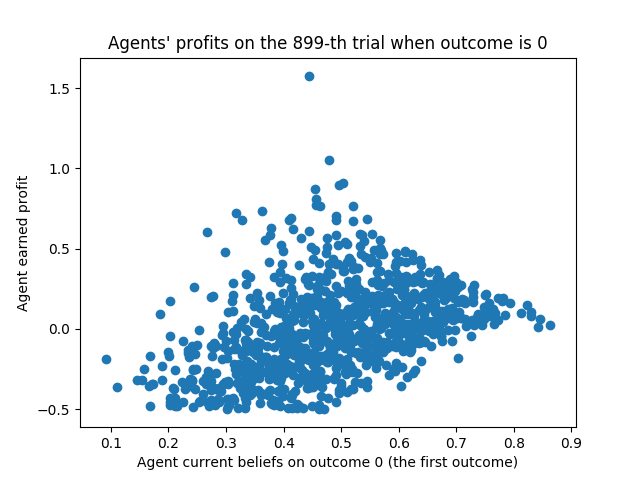 Agents' profits on the 899-th trial when outcome is 0
1.5
1.0
0.5
0.0
−0.5
Agent earned profit
0.1 0.2 0.3 0.4 0.5 0.6 0.7 0.8 0.9
Agent current beliefs on outcome 0 (the first outcome)